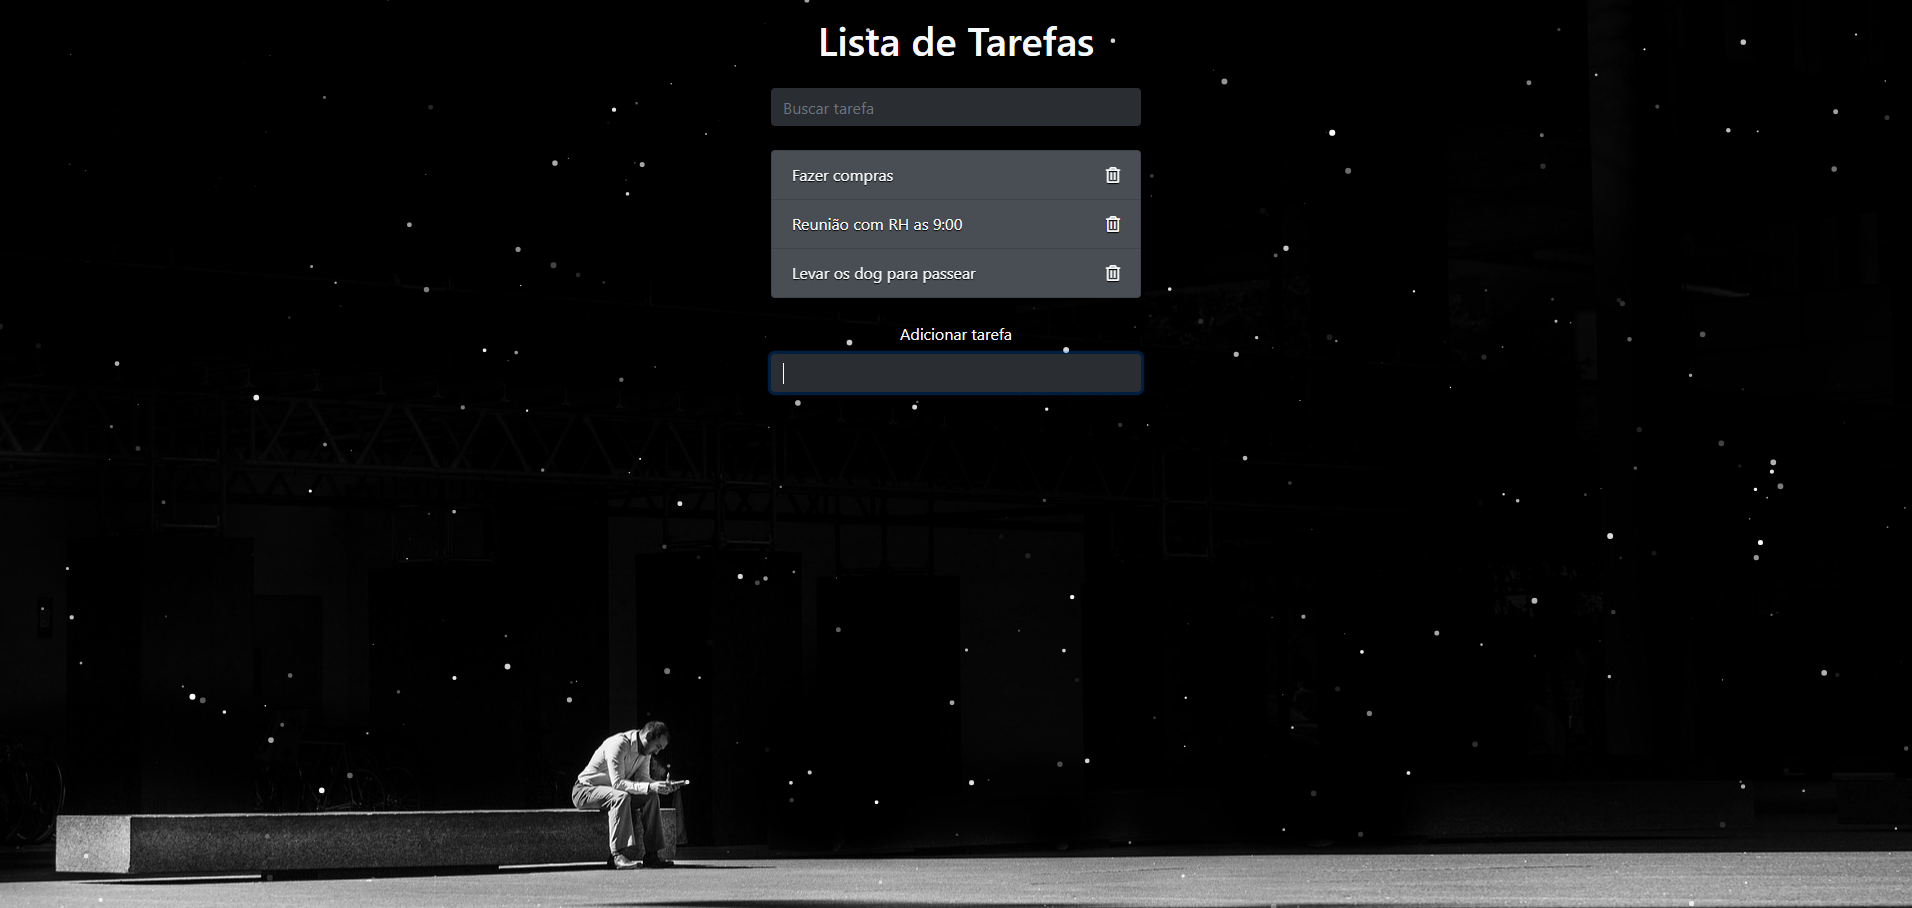 Lista de Tarefas
Buscar tarefa
Fazer compras
Reunião com RH as 9:00
Levar os dog para passear
Adicionar tarefa